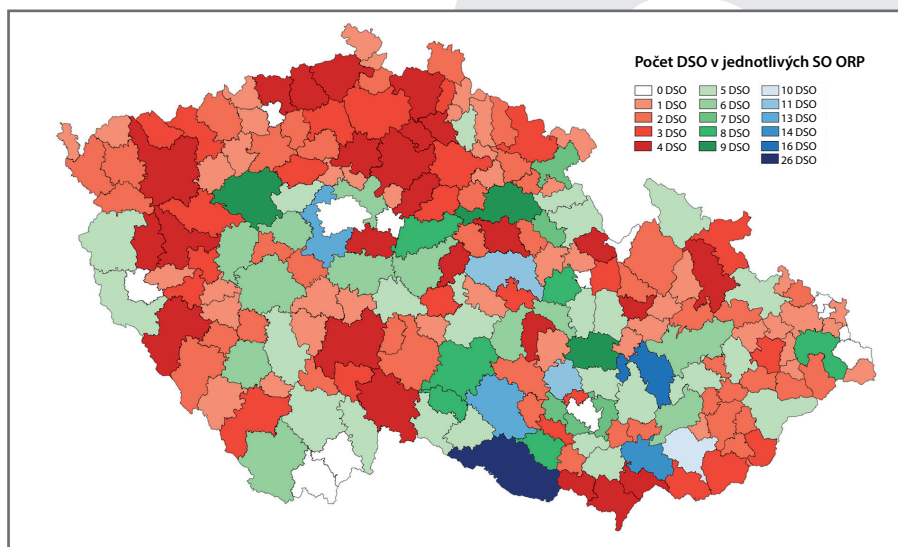 Počet DSO v jednotlivých SO ORP
0 DSO 5 DSO 10 DSO
1 DSO 6 DSO 11 DSO
2 DSO 7 DSO 13 DSO
3 DSO 8 DSO 14 DSO
4 DSO 9 DSO 16 DSO
26 DSO